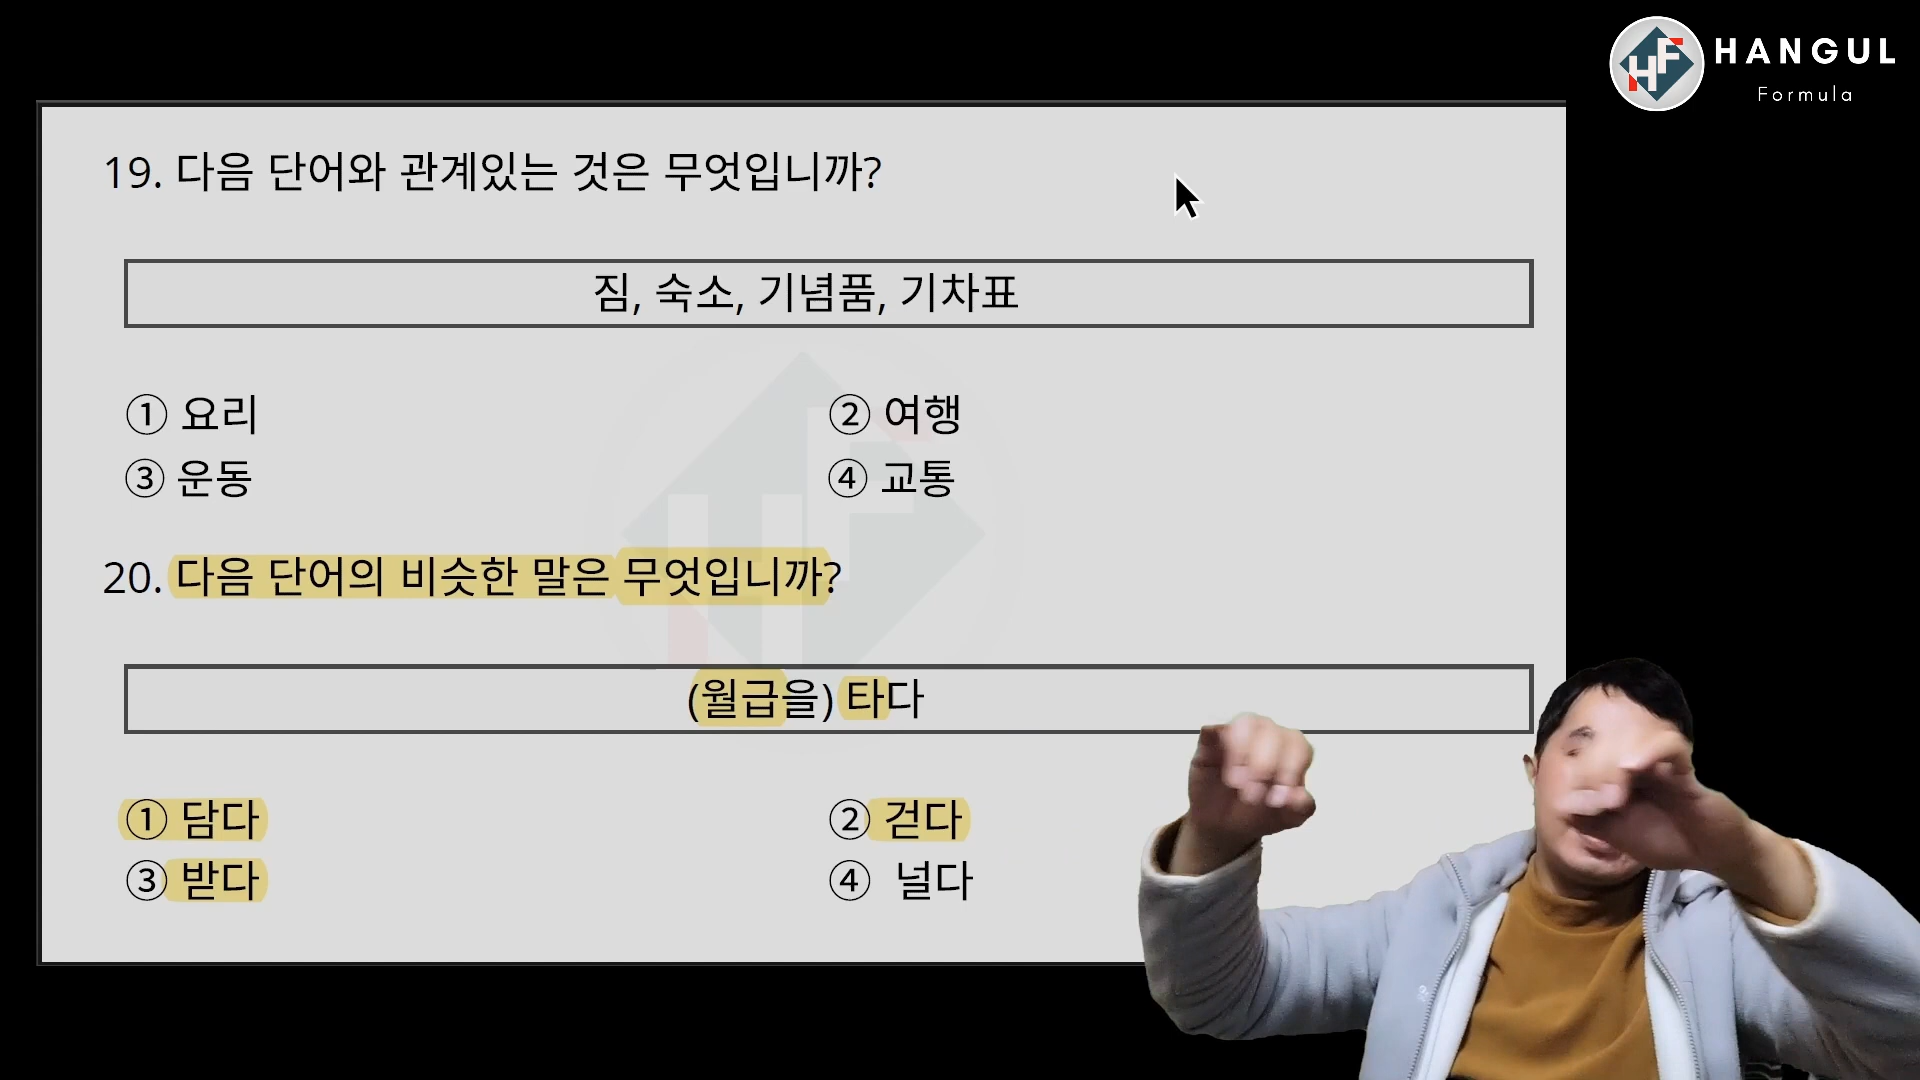 HANGUL
Formula
19. 다음 단어와 관계있는 것은 무엇입니까?
짐, 숙소, 기념품, 기차표
① 요리
② 여행
③ 운동
④ 교통
20. 다음 단어의 비슷한 말은 무엇입니까?
(월급을) 타다
① 담다
② 걷다
③ 받다
④ 널다